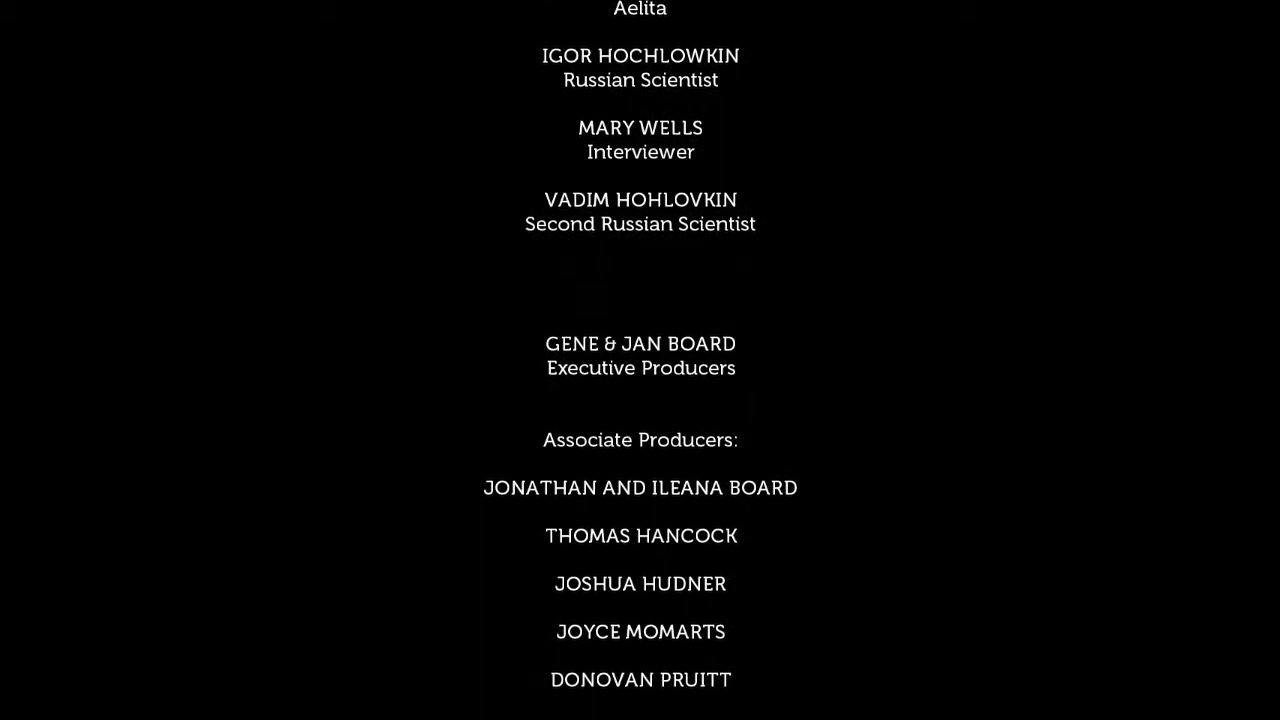 Aelita
IGOR HOCHLOWKIN
Russian Scientist
MARY WELLS
Interviewer
VADIM HOHLOVKIN
Second Russian Scientist
GENE & JAN BOARD
Executive Producers
Associate Producers:
JONATHAN AND ILEANA BOARD
THOMAS HANCOCK
JOSHUA HUDNER
JOYCE MOMARTS
DONOVAN PRUITT